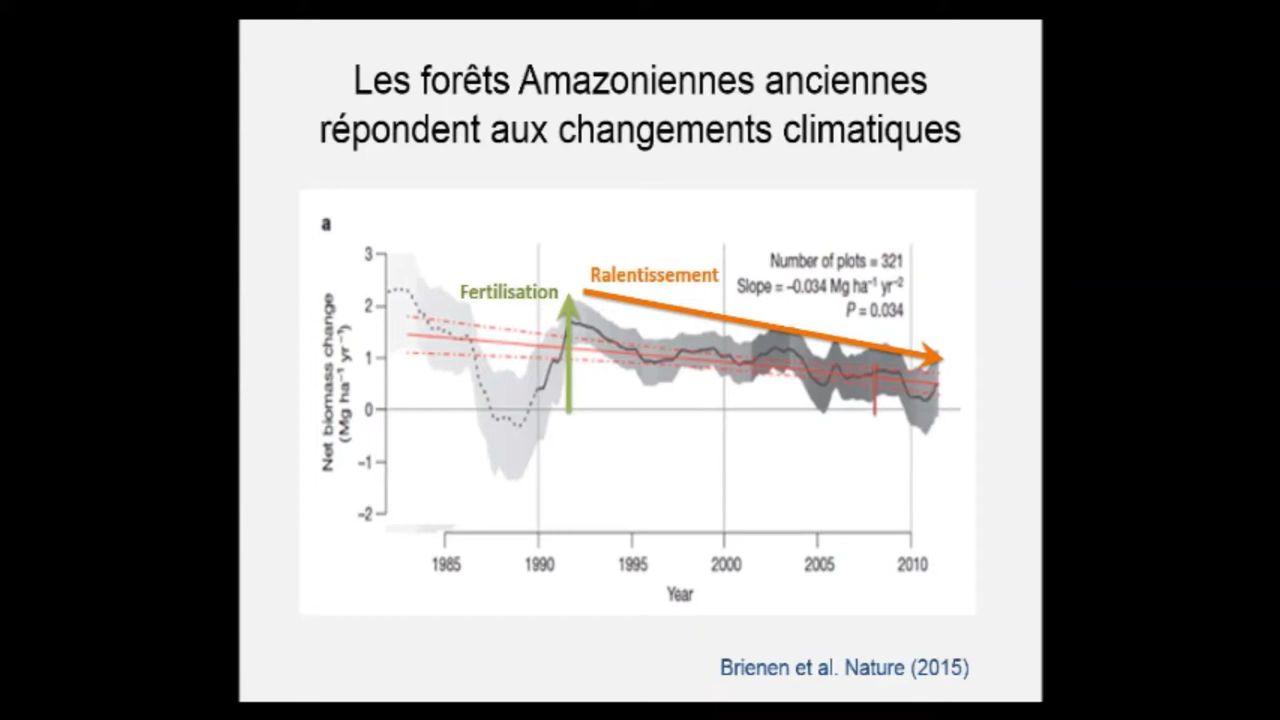 Les forêts Amazoniennes anciennes
répondent aux changements climatiques
a
Number of plots = 321
Slope = –0.034 Mg ha⁻¹ yr⁻²
P = 0.034
Ralentissement
Fertilisation
Net biomass change
(Mg ha⁻¹ yr⁻¹)
3
2
1
0
–1
–2
1985 1990 1995 2000 2005 2010
Year
Brienen et al. Nature (2015)